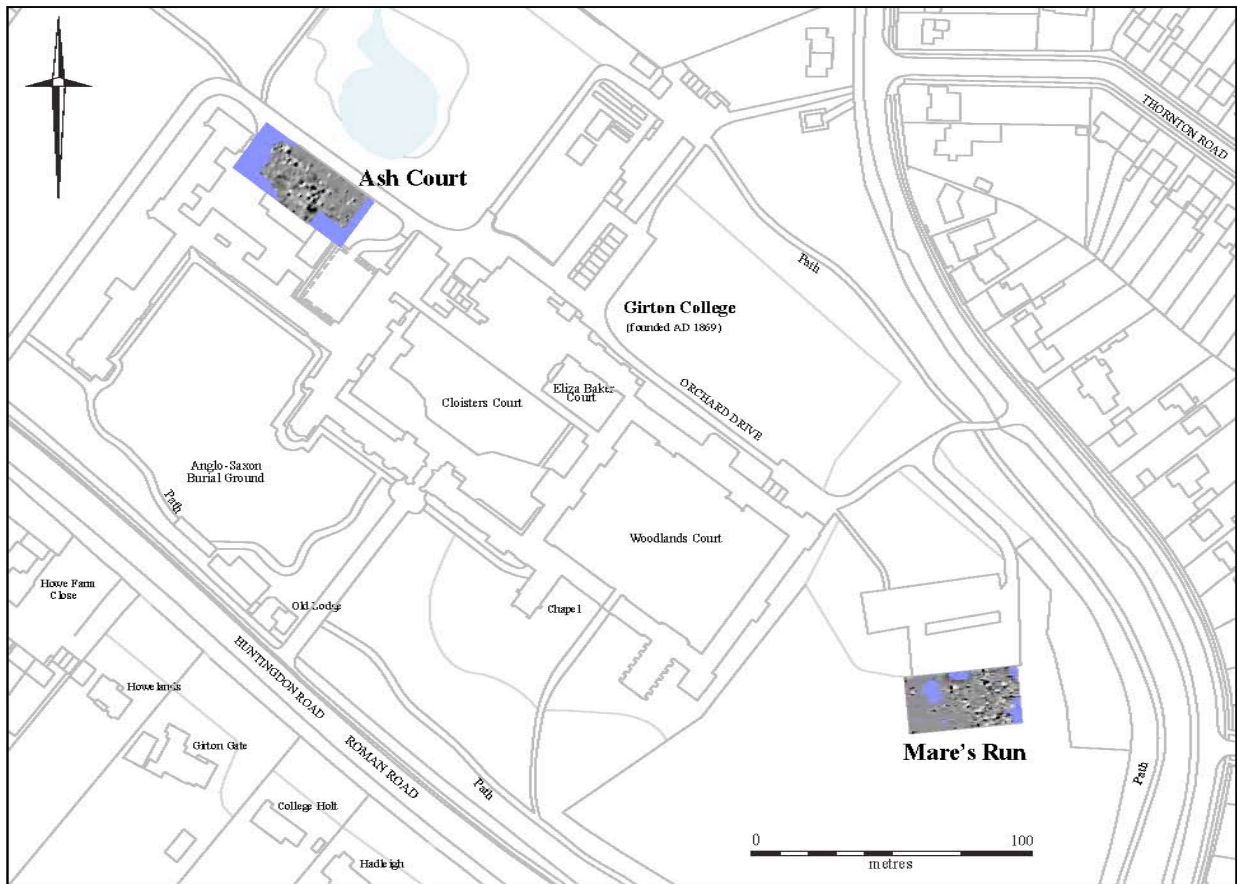 THORNTON ROAD
Ash Court
Path
Girton College
(founded AD 1869)
Eliza Baker
Court
ORCHARD DRIVE
Cloisters Court
Anglo-Saxon
Burial Ground
Path
Woodlands Court
Howe Farm
Close
Old Lodge
Chapel
HUNTINGDON ROAD
Howelands
ROMAN ROAD
Girton Gate
Mare's Run
Path
Path
College Holt
Hadleigh
0
100
metres